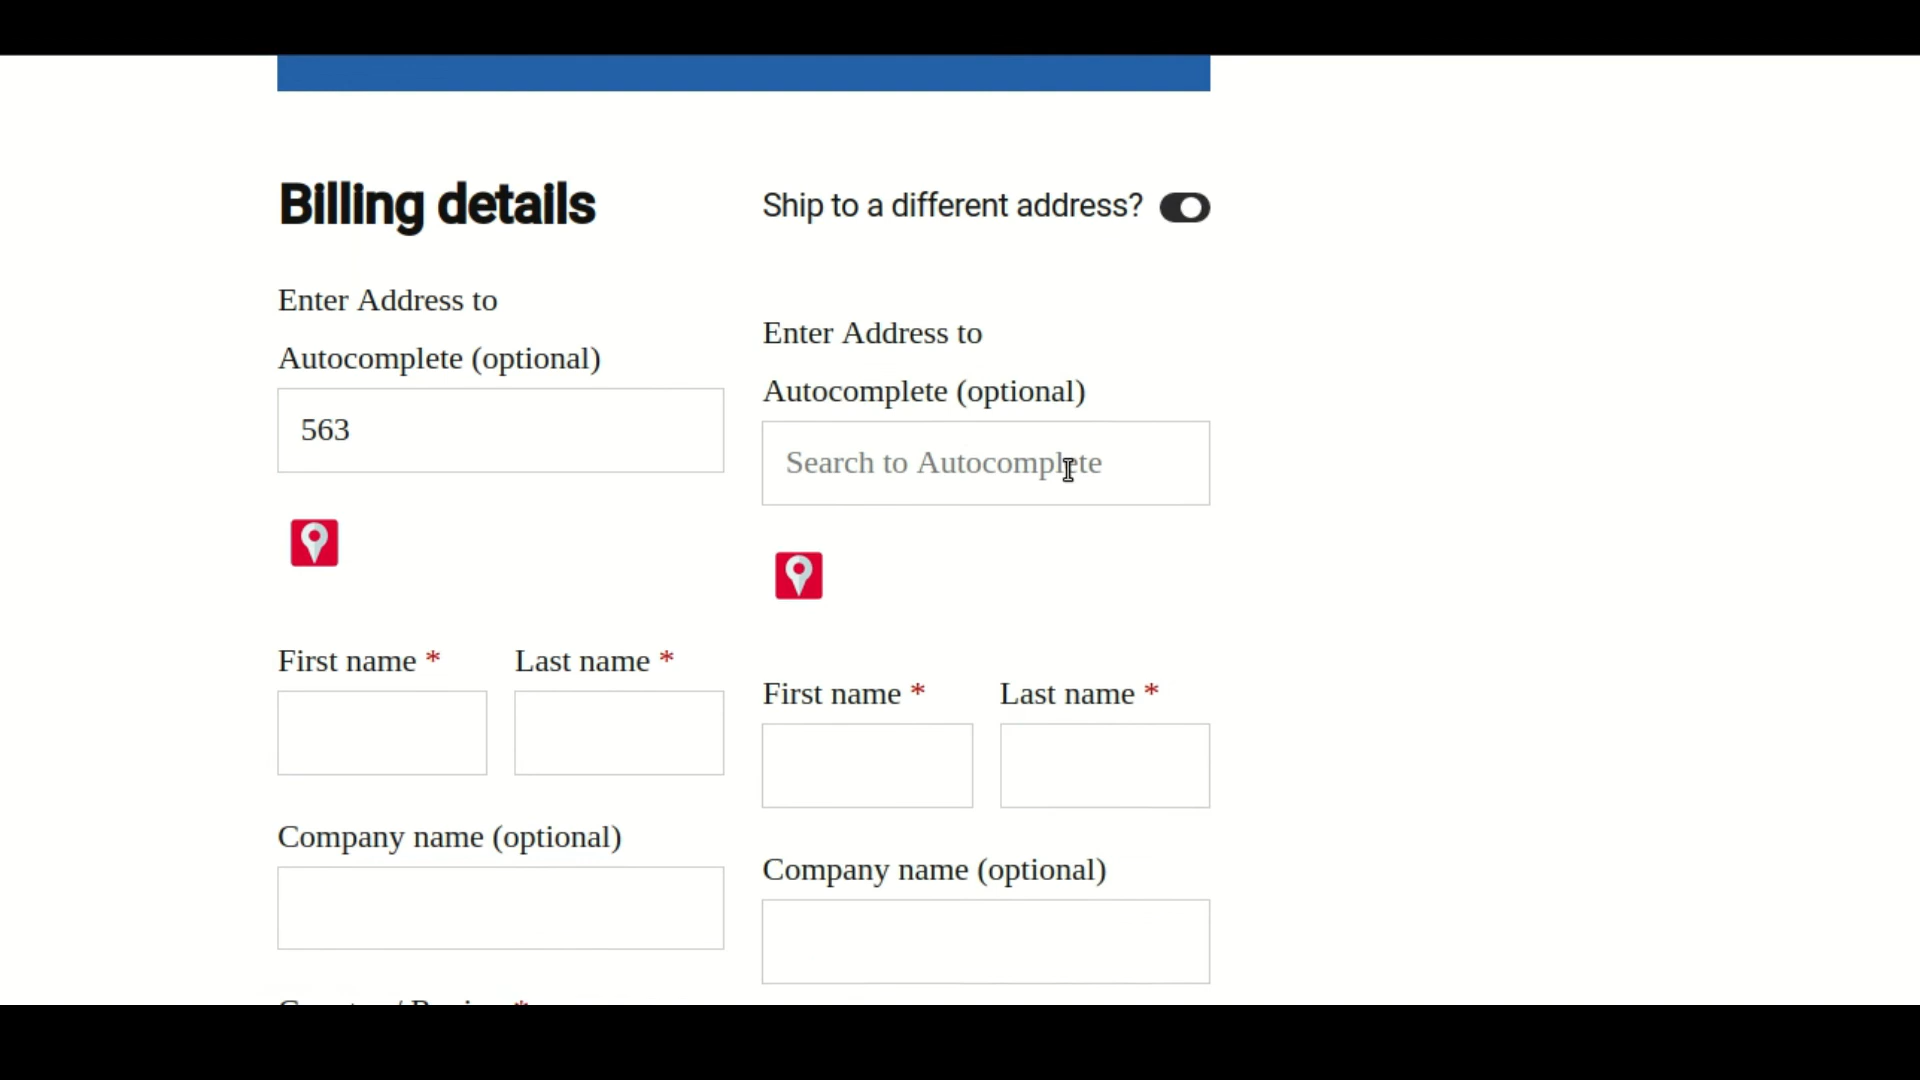 Billing details
Enter Address to
Autocomplete (optional)
563
First name *
Last name *
Company name (optional)
Ship to a different address?
Enter Address to
Autocomplete (optional)
Search to Autocomplete
First name *
Last name *
Company name (optional)